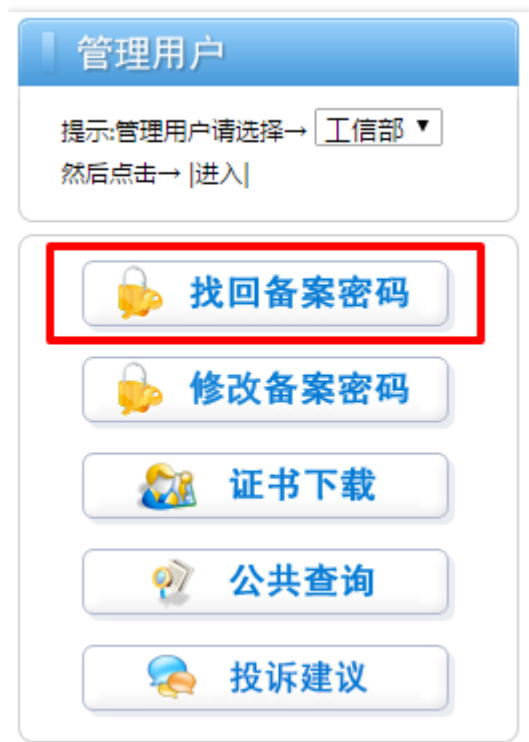 管理用户
提示:管理用户请选择→ 工信部 ▼
然后点击→ |进入|
找回备案密码
修改备案密码
证书下载
公共查询
投诉建议